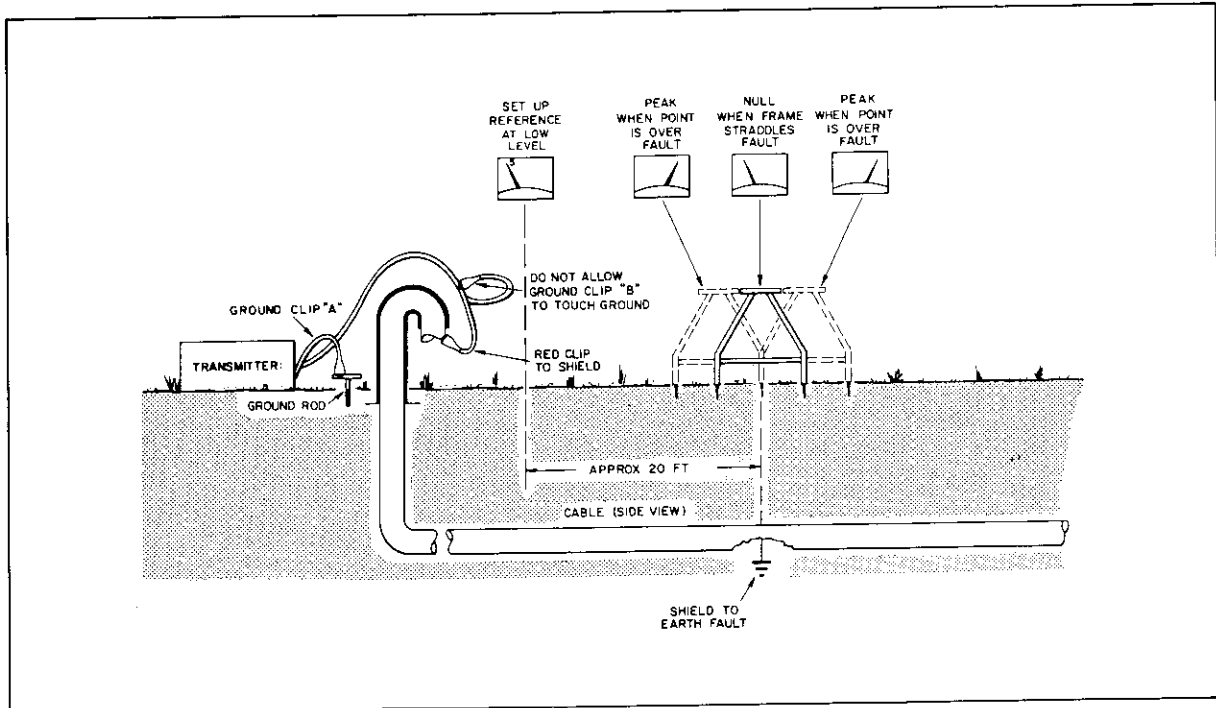 SET UP
REFERENCE
AT LOW
LEVEL
5
PEAK
WHEN POINT
IS OVER
FAULT
NULL
WHEN FRAME
STRADDLES
FAULT
PEAK
WHEN POINT
IS OVER
FAULT
DO NOT ALLOW
GROUND CLIP "B"
TO TOUCH GROUND
GROUND CLIP "A"
RED CLIP
TO SHIELD
TRANSMITTER:
GROUND ROD
APPROX 20 FT
CABLE (SIDE VIEW)
SHIELD TO
EARTH FAULT